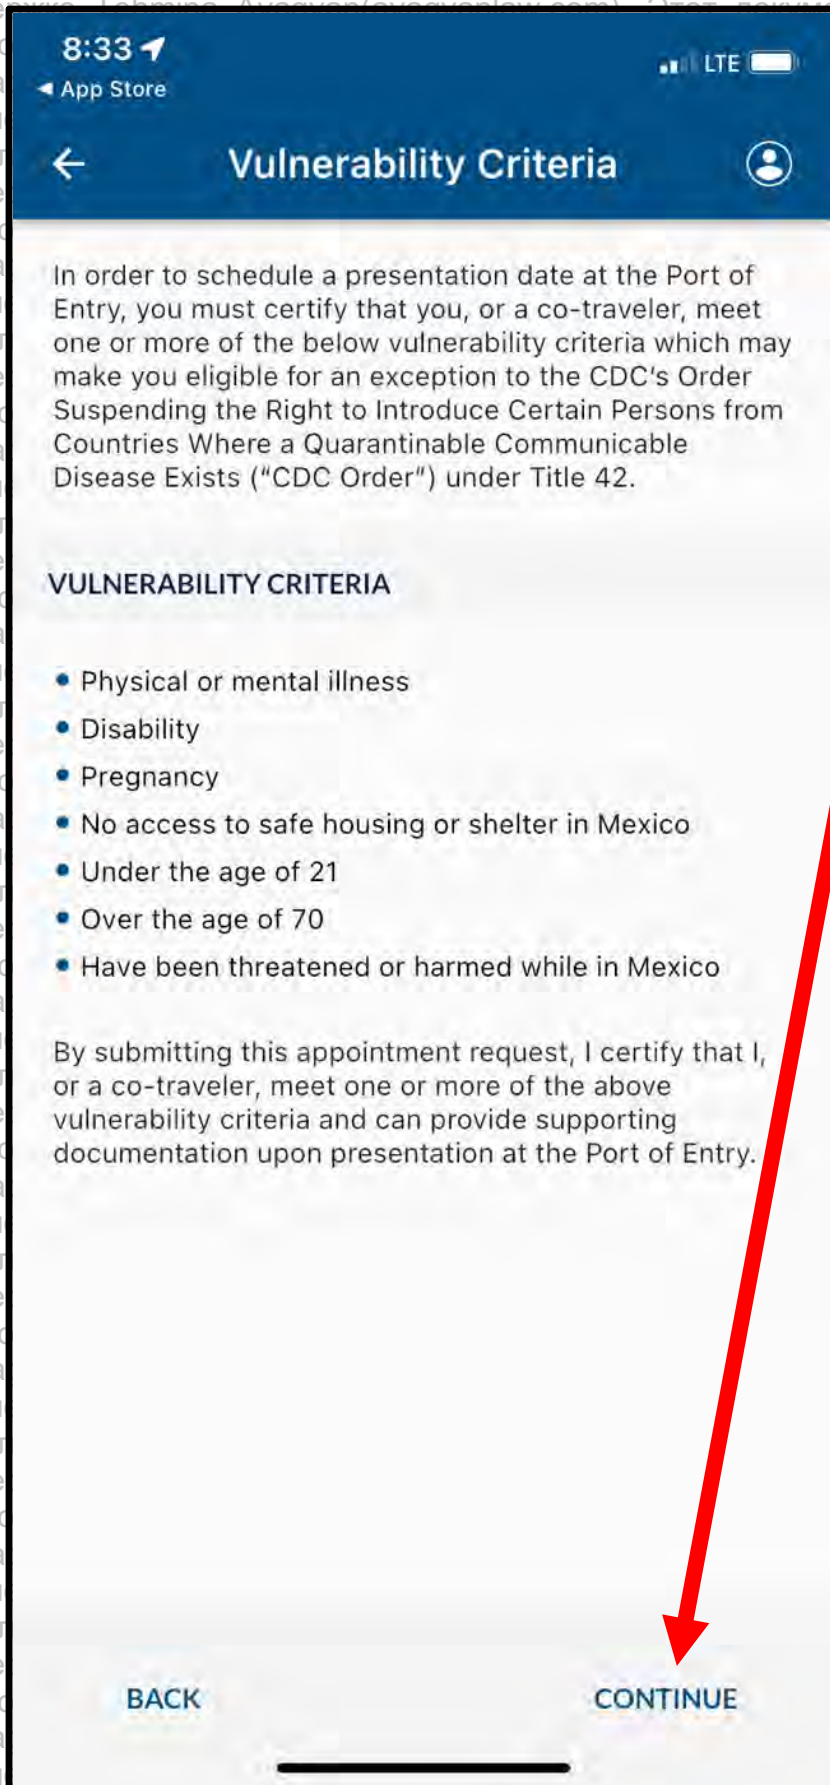 8:33
LTE
App Store
Vulnerability Criteria
In order to schedule a presentation date at the Port of
Entry, you must certify that you, or a co-traveler, meet
one or more of the below vulnerability criteria which may
make you eligible for an exception to the CDC's Order
Suspending the Right to Introduce Certain Persons from
Countries Where a Quarantinable Communicable
Disease Exists ("CDC Order") under Title 42.
VULNERABILITY CRITERIA
• Physical or mental illness
• Disability
• Pregnancy
• No access to safe housing or shelter in Mexico
• Under the age of 21
• Over the age of 70
• Have been threatened or harmed while in Mexico
By submitting this appointment request, I certify that I,
or a co-traveler, meet one or more of the above
vulnerability criteria and can provide supporting
documentation upon presentation at the Port of Entry.
BACK
CONTINUE